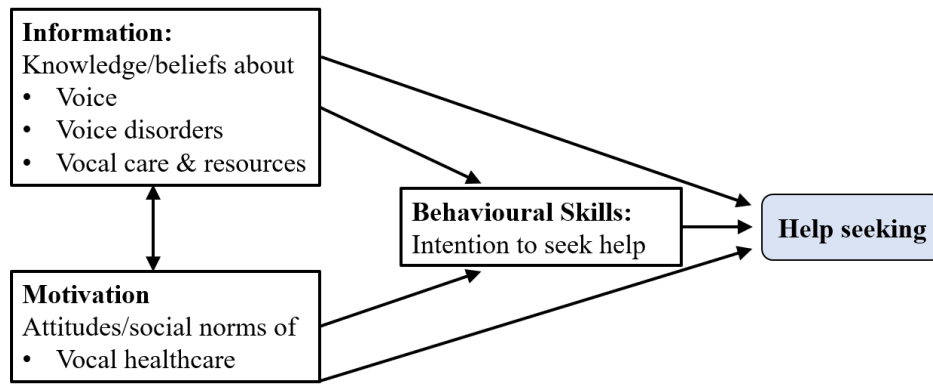 Information:
Knowledge/beliefs about
• Voice
• Voice disorders
• Vocal care & resources
Behavioural Skills:
Intention to seek help
Help seeking
Motivation
Attitudes/social norms of
• Vocal healthcare